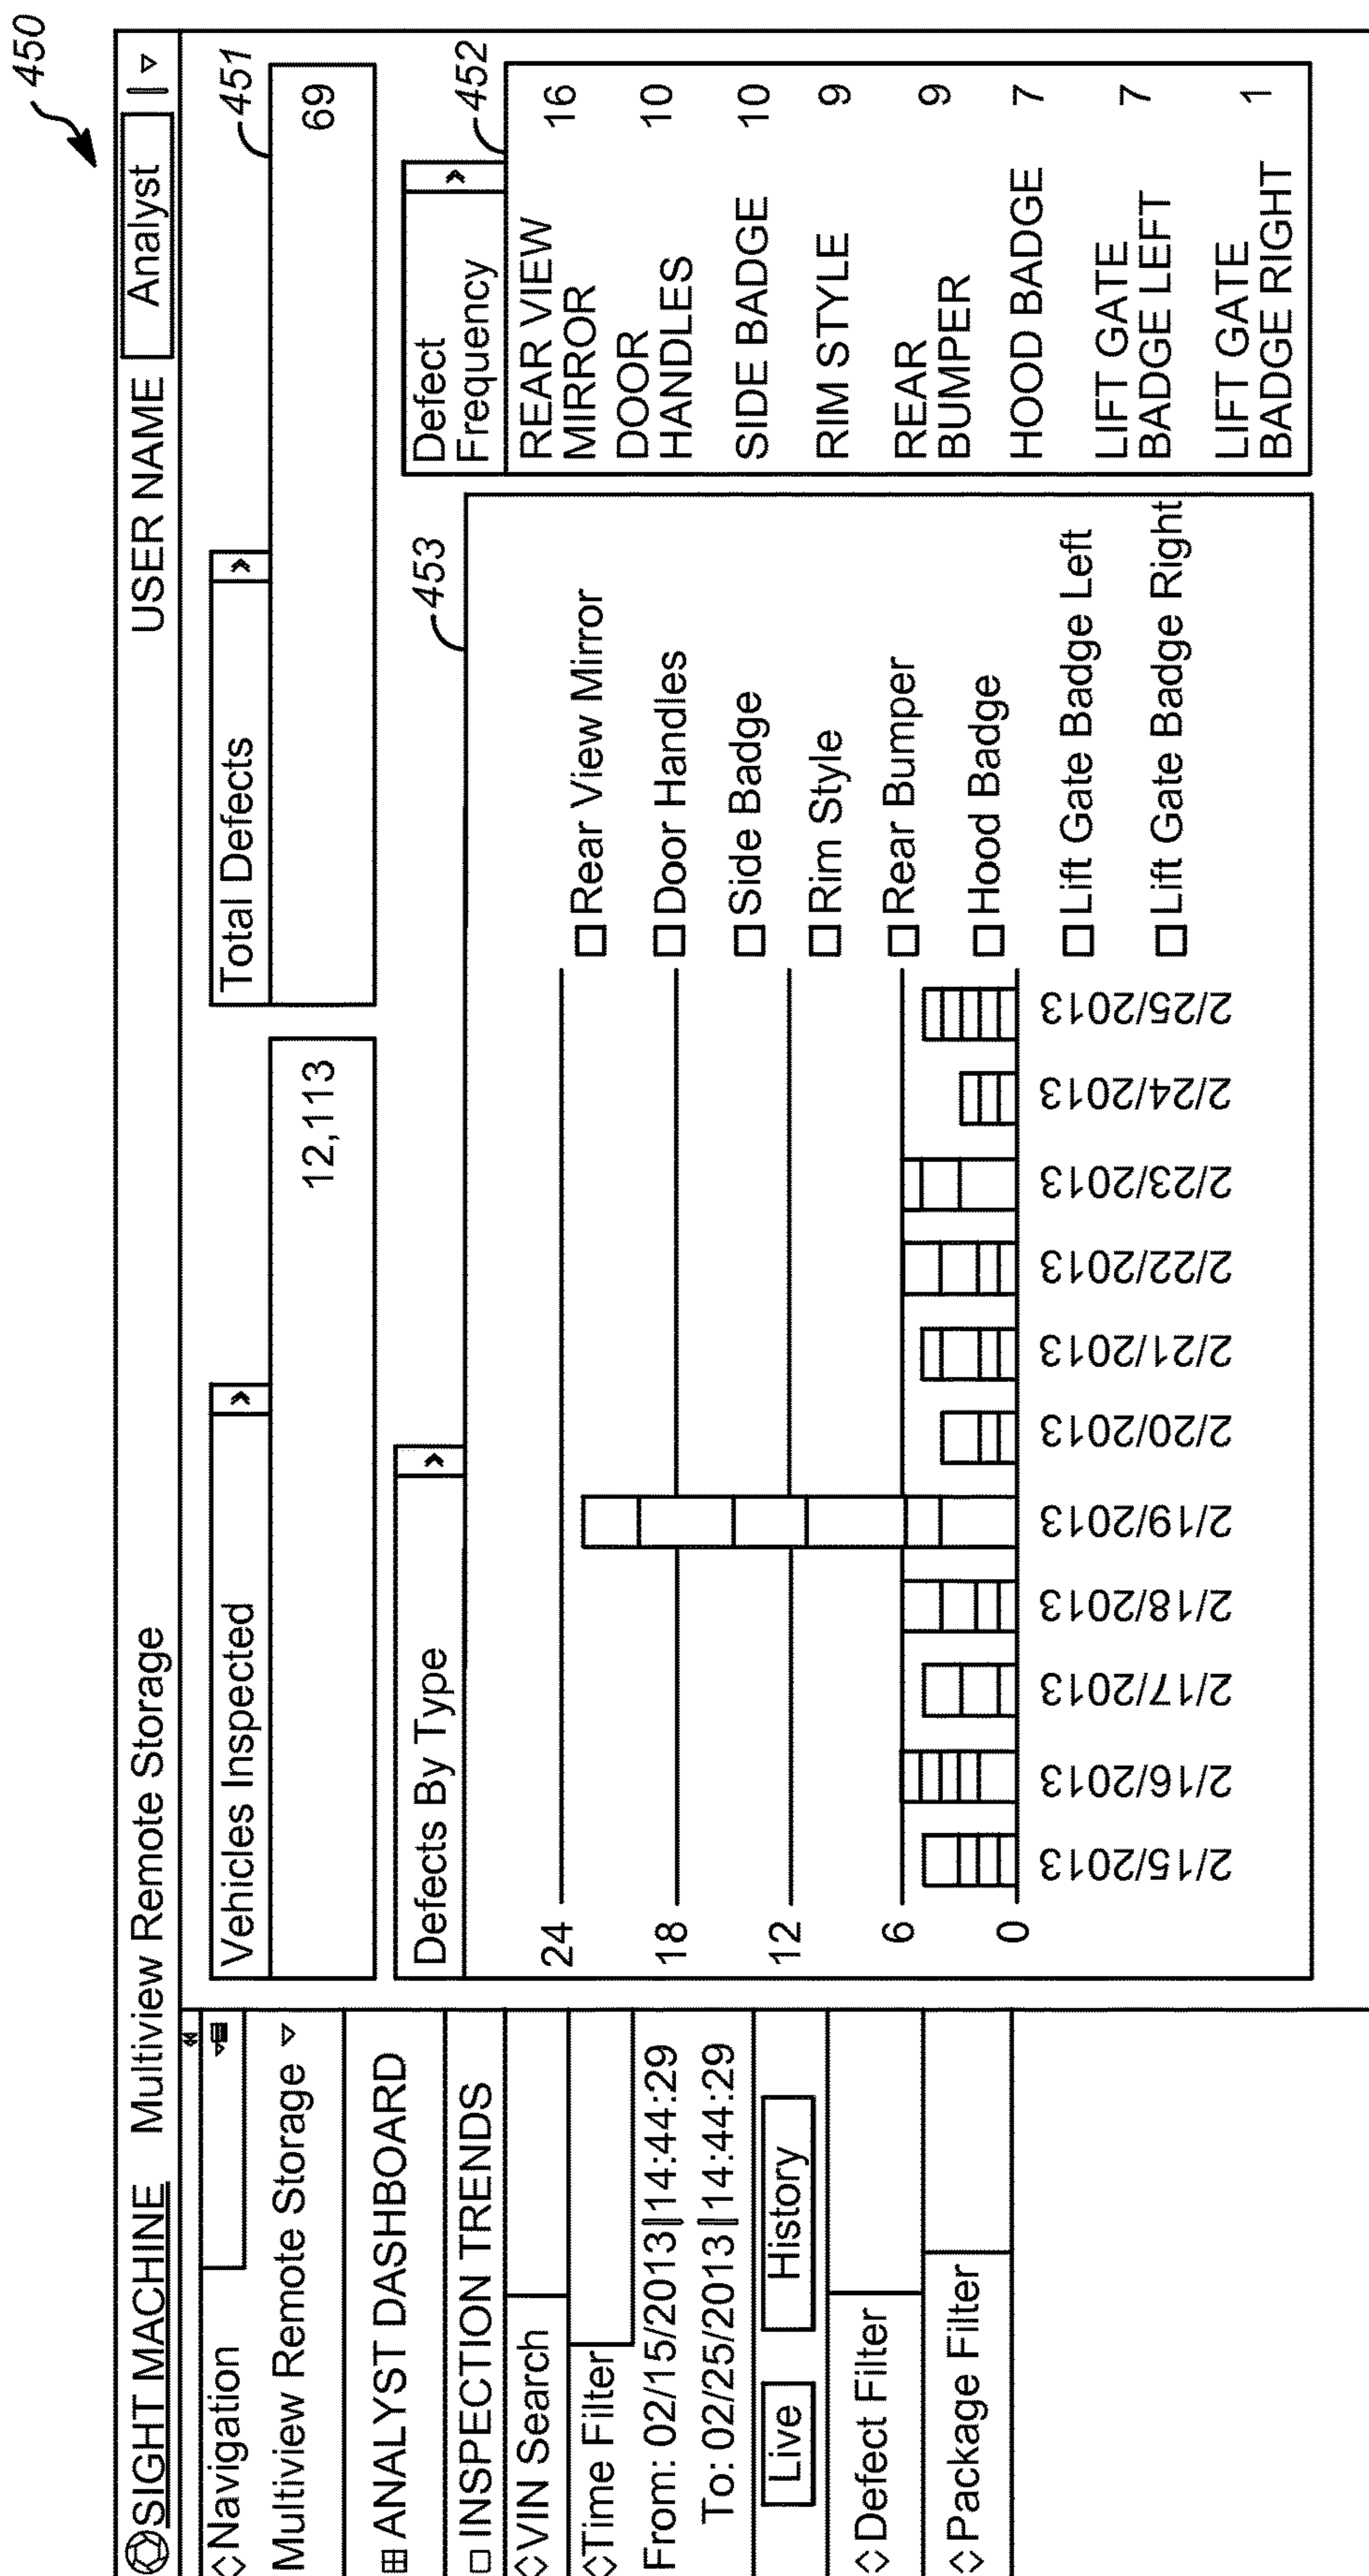 450
SIGHT MACHINE Multiview Remote Storage USER NAME Analyst
Navigation
Multiview Remote Storage
ANALYST DASHBOARD
INSPECTION TRENDS
VIN Search
Time Filter
From: 02/15/2013 14:44:29
To: 02/25/2013 14:44:29
Live History
Defect Filter
Package Filter
Vehicles Inspected
12,113
Total Defects
451
69
Defects By Type
453
24
18
12
6
0
2/15/2013
2/16/2013
2/17/2013
2/18/2013
2/19/2013
2/20/2013
2/21/2013
2/22/2013
2/23/2013
2/24/2013
2/25/2013
Rear View Mirror
Door Handles
Side Badge
Rim Style
Rear Bumper
Hood Badge
Lift Gate Badge Left
Lift Gate Badge Right
Defect
Frequency
452
REAR VIEW 16
MIRROR
DOOR
HANDLES 10
SIDE BADGE 10
RIM STYLE 9
REAR
BUMPER 9
HOOD BADGE 7
LIFT GATE
BADGE LEFT 7
LIFT GATE
BADGE RIGHT 1